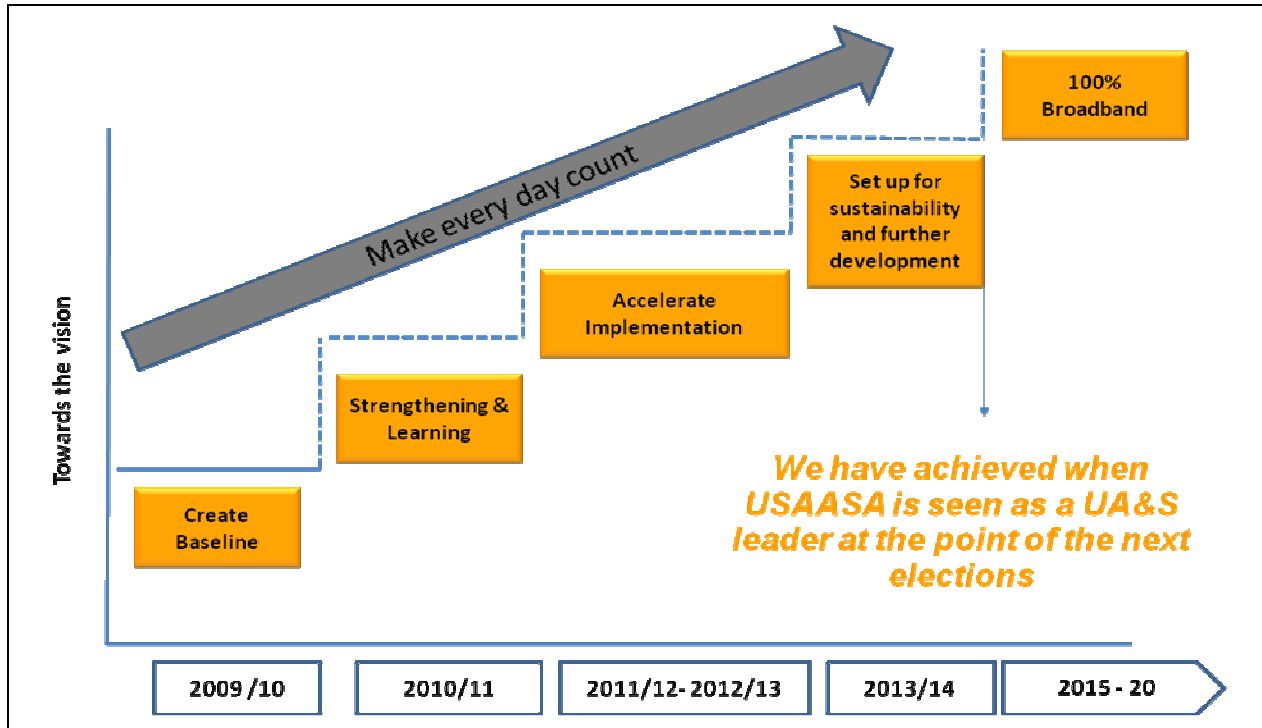 100%
Broadband
Make every day count
Set up for
sustainability
and further
development
Accelerate
Implementation
Towards the vision
Strengthening &
Learning
We have achieved when
USAASA is seen as a UA&S
leader at the point of the next
elections
Create
Baseline
2009 /10
2010/11
2011/12- 2012/13
2013/14
2015 - 20